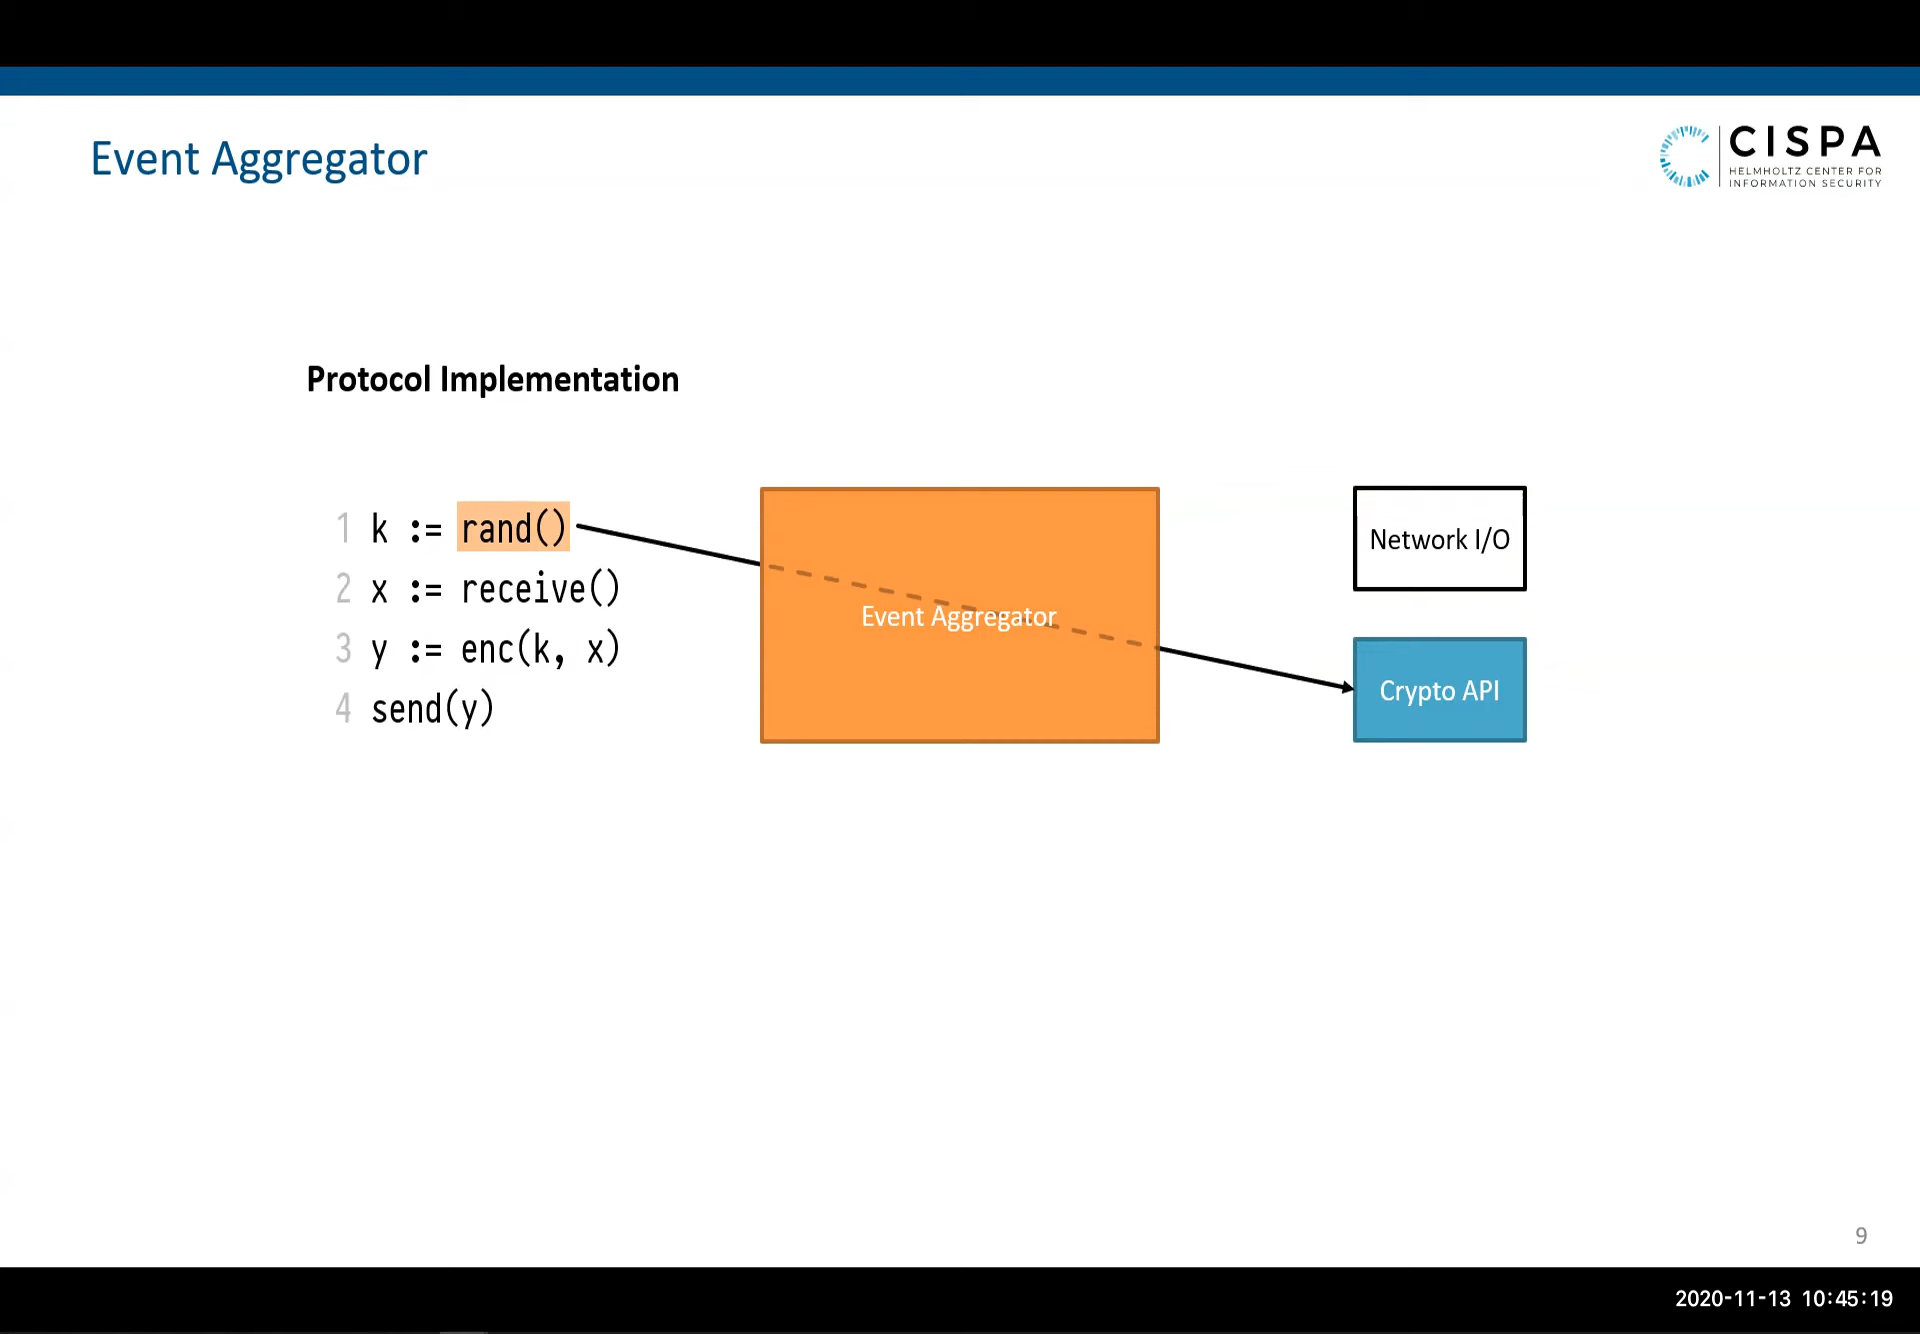 Event Aggregator
CISPA
HELMHOLTZ CENTER FOR
INFORMATION SECURITY
Protocol Implementation
1 k := rand()
2 x := receive()
3 y := enc(k, x)
4 send(y)
Event Aggregator
Network I/O
Crypto API
9
2020-11-13 10:45:19